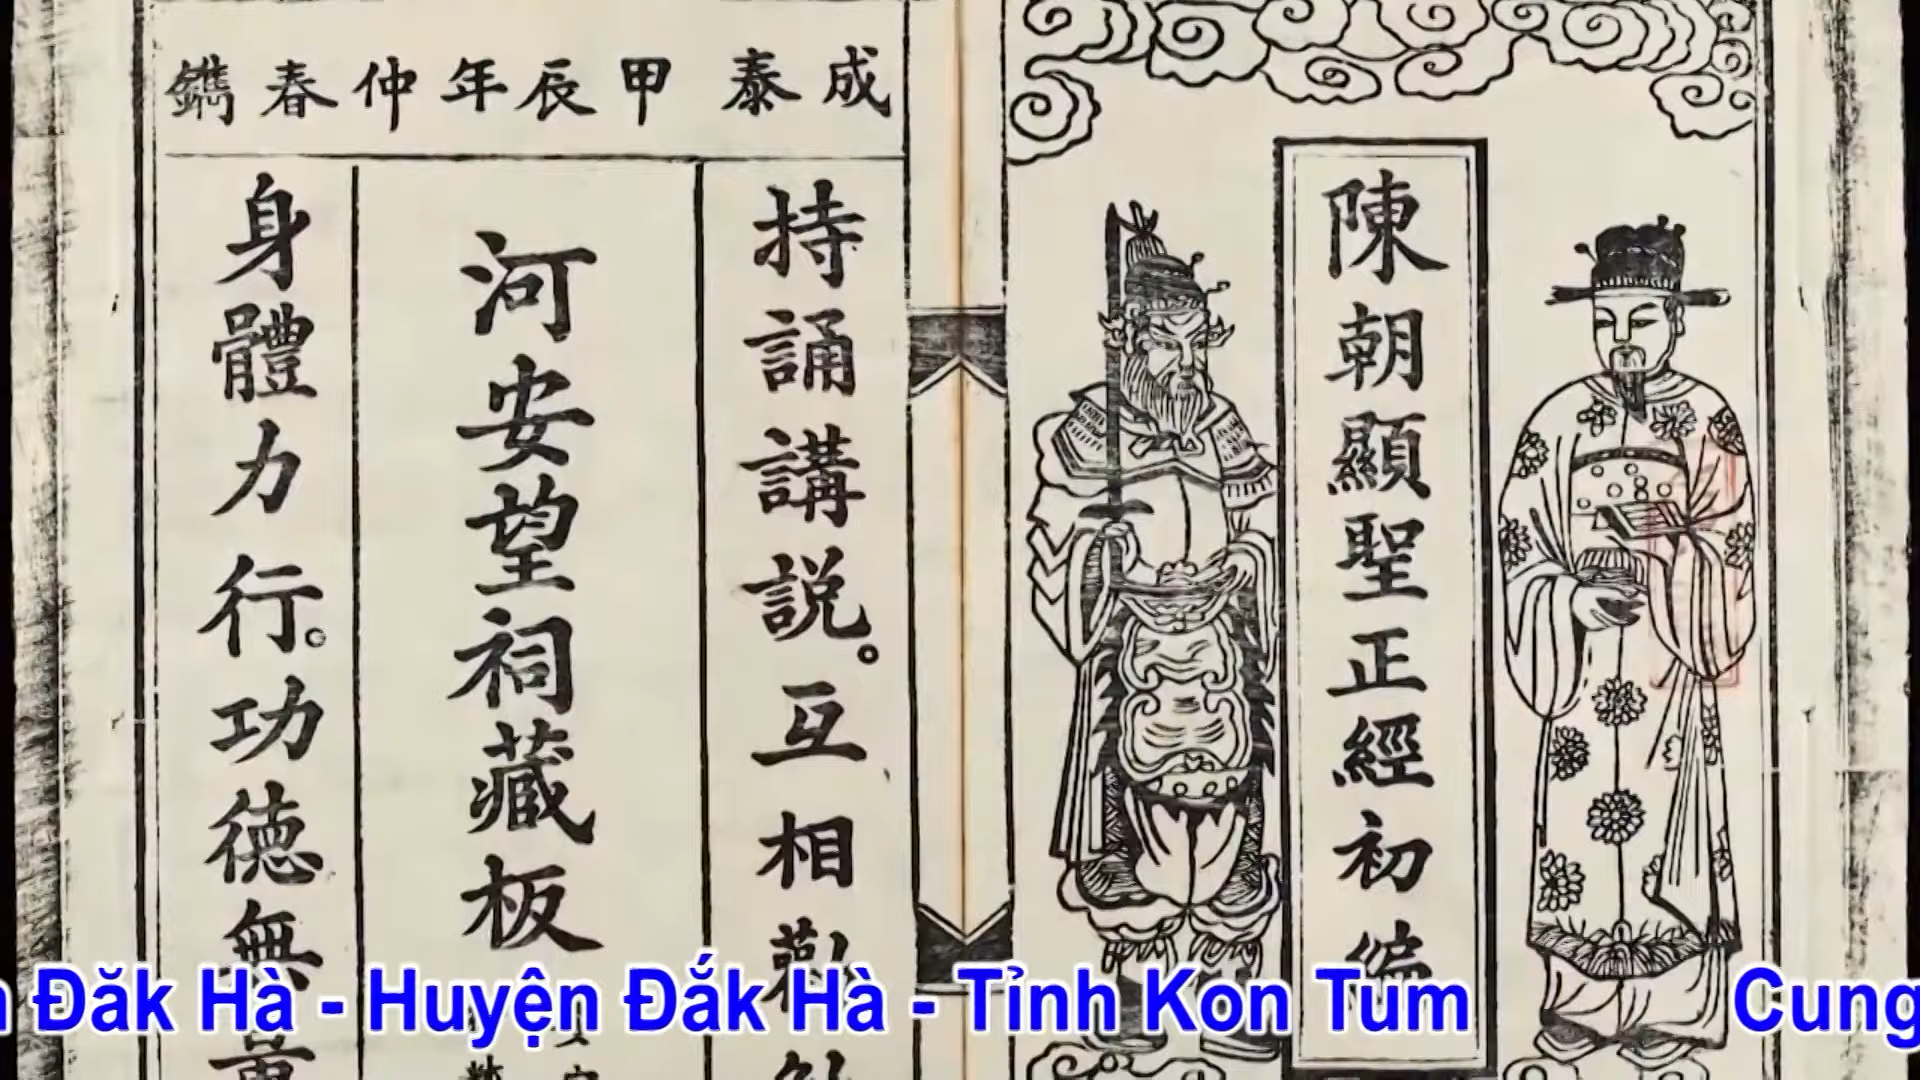 陳朝顯聖正經初編
成泰甲辰年仲春鐫
持誦講説。互相勸
河安望祠藏板
身體力行。功德無
Đăk Hà - Huyện Đắk Hà - Tỉnh Kon Tum
Cung